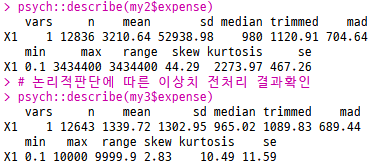 > psych::describe(my2$expense)
vars n mean sd median trimmed mad
X1 1 12836 3210.64 52938.98 980 1120.91 704.64
min max range skew kurtosis se
X1 0.1 3434400 3434400 44.29 2273.97 467.26
> # 논리적판단에 따른 이상치 전처리 결과확인
> psych::describe(my3$expense)
vars n mean sd median trimmed mad
X1 1 12643 1339.72 1302.95 965.02 1089.83 689.44
min max range skew kurtosis se
X1 0.1 10000 9999.9 2.83 10.49 11.59